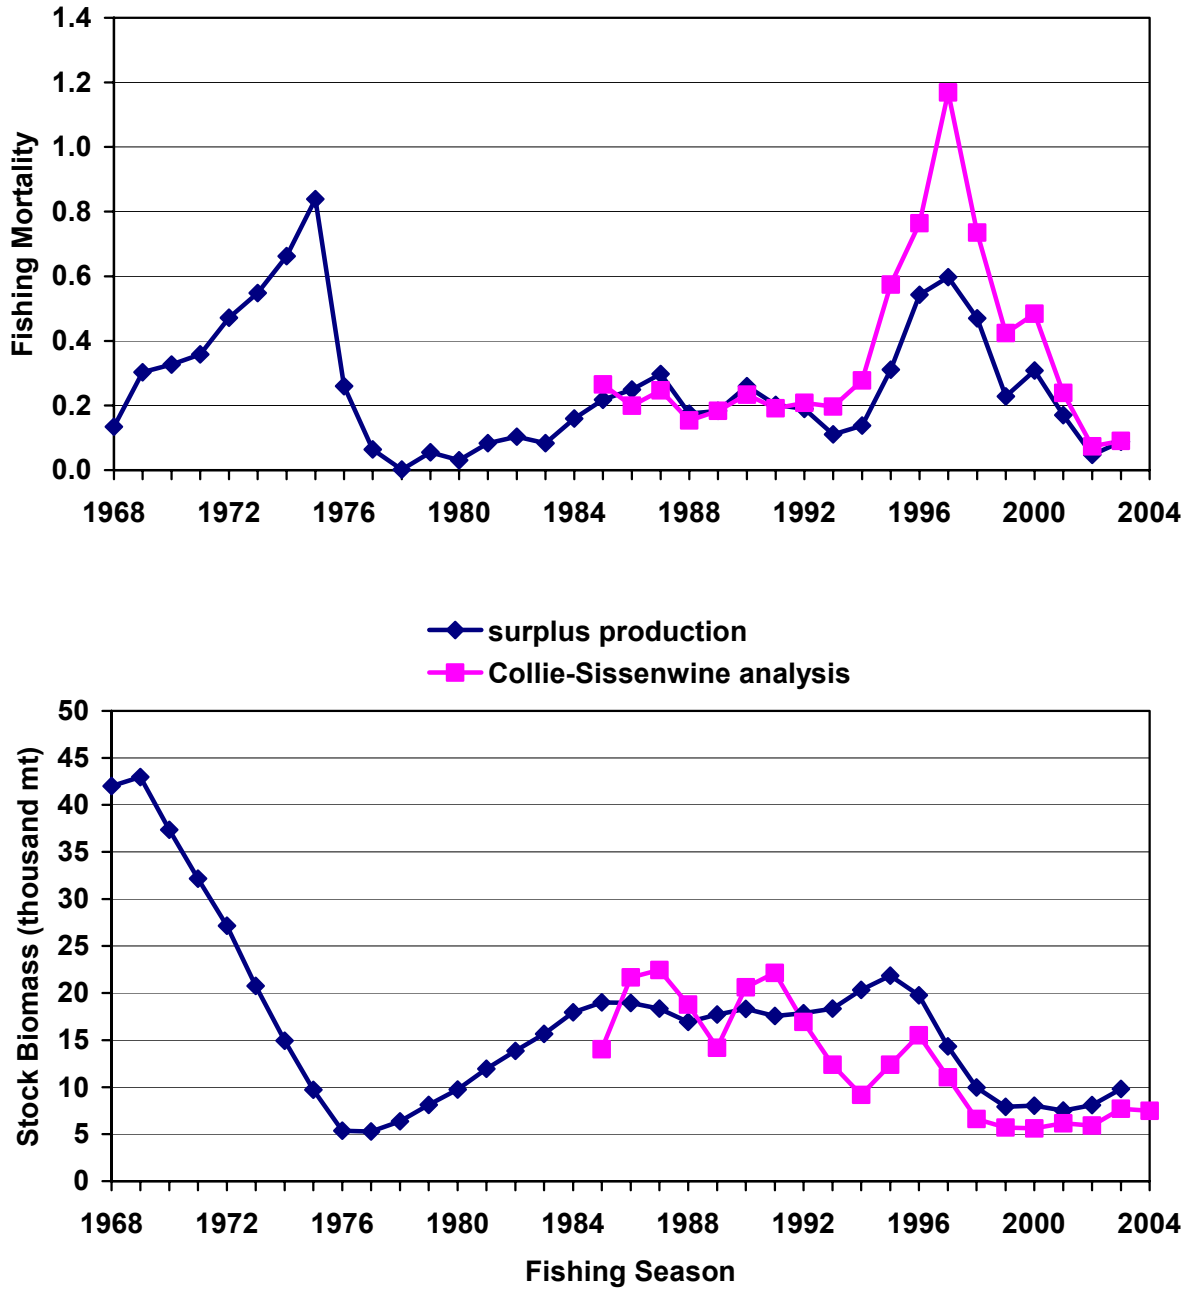 Fishing Mortality
1.4
1.2
1.0
0.8
0.6
0.4
0.2
0.0
1968 1972 1976 1980 1984 1988 1992 1996 2000 2004
surplus production
Collie-Sissenwine analysis
Stock Biomass (thousand mt)
50
45
40
35
30
25
20
15
10
5
0
1968 1972 1976 1980 1984 1988 1992 1996 2000 2004
Fishing Season